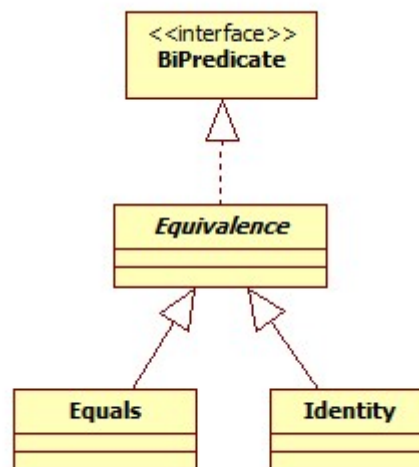 <<interface>>
BiPredicate
Equivalence
Equals
Identity